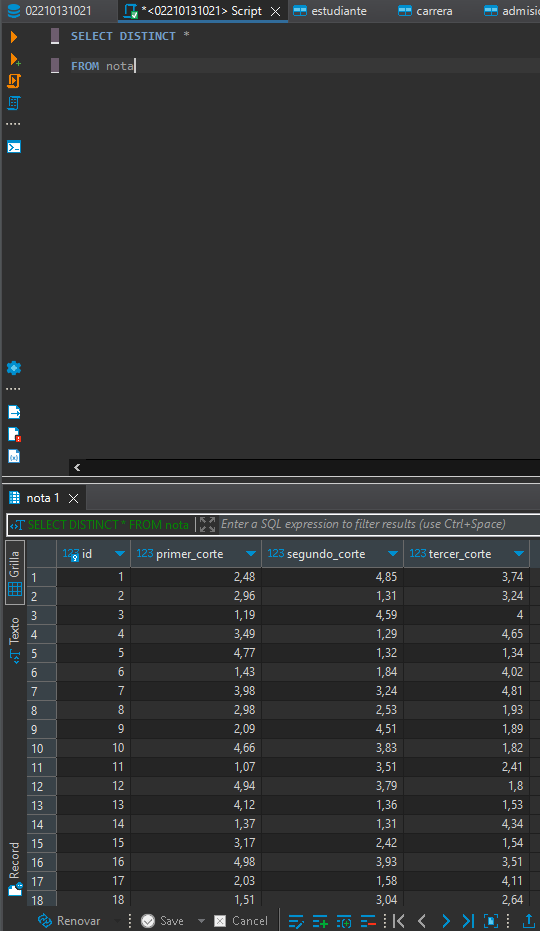 02210131021 *<02210131021> Script estudiante carrera admisi
SELECT DISTINCT *
FROM nota
nota 1
SELECT DISTINCT * FROM nota Enter a SQL expression to filter results (use Ctrl+Space)
Grilla
Texto
Record
123 id 123 primer_corte 123 segundo_corte 123 tercer_corte
1 1 2,48 4,85 3,74
2 2 2,96 1,31 3,24
3 3 1,19 4,59 4
4 4 3,49 1,29 4,65
5 5 4,77 1,32 1,34
6 6 1,43 1,84 4,02
7 7 3,98 3,24 4,81
8 8 2,98 2,53 1,93
9 9 2,09 4,51 1,89
10 10 4,66 3,83 1,82
11 11 1,07 3,51 2,41
12 12 4,94 3,79 1,8
13 13 4,12 1,36 1,53
14 14 1,37 1,31 4,34
15 15 3,17 2,42 1,54
16 16 4,98 3,93 3,51
17 17 2,03 1,58 4,11
18 18 1,51 3,04 2,64
Renovar Save Cancel